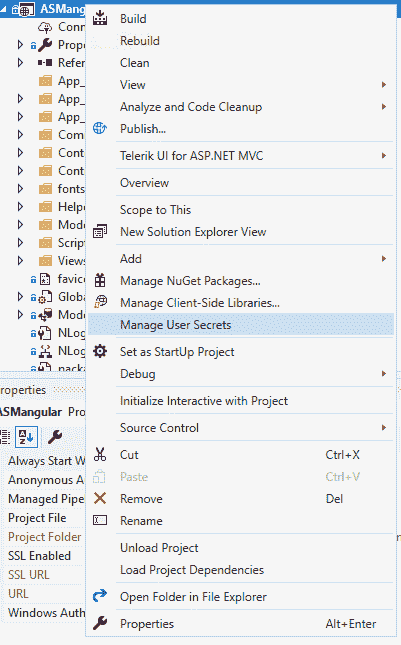 ASMangular
Build
Rebuild
Clean
View
Analyze and Code Cleanup
Publish...
Telerik UI for ASP.NET MVC
Overview
Scope to This
New Solution Explorer View
Add
Manage NuGet Packages...
Manage Client-Side Libraries...
Manage User Secrets
Set as StartUp Project
Debug
Initialize Interactive with Project
Source Control
Cut Ctrl+X
Paste Ctrl+V
Remove Del
Rename
Unload Project
Load Project Dependencies
Open Folder in File Explorer
Properties Alt+Enter
Conn
Prope
Refer
App_
App_
App_
Com
Cont
Cont
fonts
Helpe
Mode
Script
Views
favic
Globa
Mode
NLog
NLog
packa
roperties
ASMangular Pro
Always Start W
Anonymous A
Managed Pipe
Project File
Project Folder
SSL Enabled
SSL URL
URL
Windows Auth